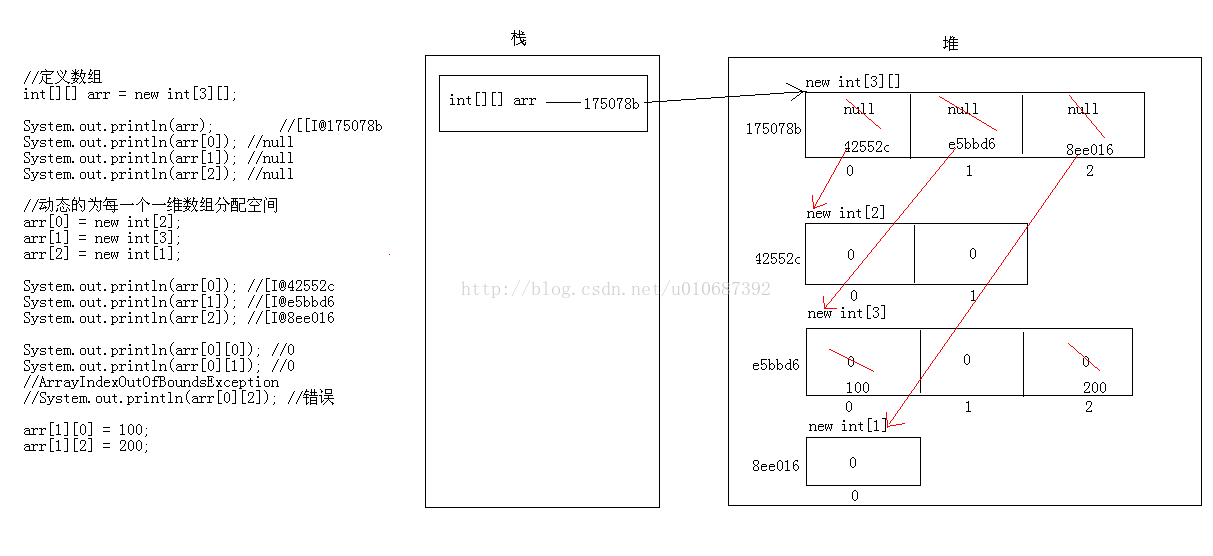 //定义数组
int[][] arr = new int[3][];
System.out.println(arr);        //[[I@175078b
System.out.println(arr[0]); //null
System.out.println(arr[1]); //null
System.out.println(arr[2]); //null
//动态的为每一个一维数组分配空间
arr[0] = new int[2];
arr[1] = new int[3];
arr[2] = new int[1];
System.out.println(arr[0]); //[I@42552c
System.out.println(arr[1]); //[I@e5bbd6
System.out.println(arr[2]); //[I@8ee016
System.out.println(arr[0][0]); //0
System.out.println(arr[0][1]); //0
//ArrayIndexOutOfBoundsException
//System.out.println(arr[0][2]); //错误
arr[1][0] = 100;
arr[1][2] = 200;
栈
int[][] arr 175078b
堆
new int[3][]
null null null
175078b
42552c e5bbd6 8ee016
0 1 2
new int[2]
42552c 0 0
0 1
new int[3]
e5bbd6 0 0 0
100 200
0 1 2
new int[1]
8ee016 0
0
http://blog.csdn.net/u010687392